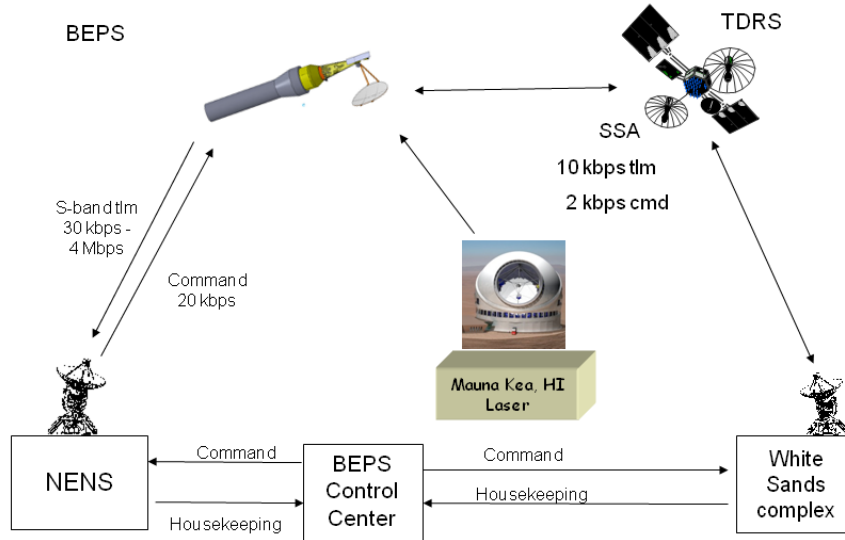 BEPS
TDRS
SSA
10 kbps tlm
2 kbps cmd
S-band tlm
30 kbps -
4 Mbps
Command
20 kbps
Mauna Kea, HI
Laser
NENS
Command
Housekeeping
BEPS
Control
Center
Command
Housekeeping
White
Sands
complex